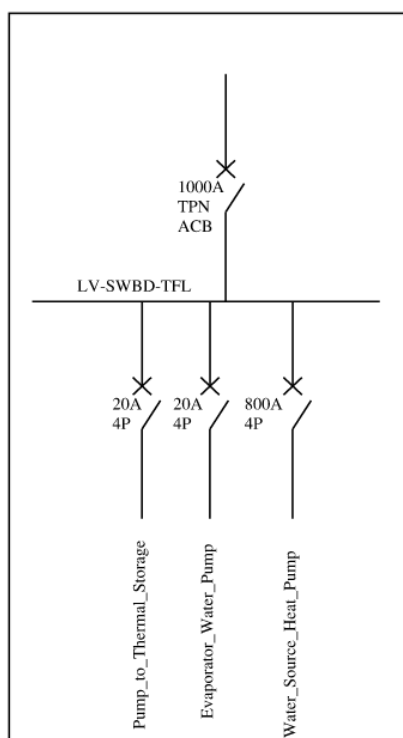 1000A
TPN
ACB
LV-SWBD-TFL
20A
4P
20A
4P
800A
4P
Pump_to_Thermal_Storage
Evaporator_Water_Pump
Water_Source_Heat_Pump